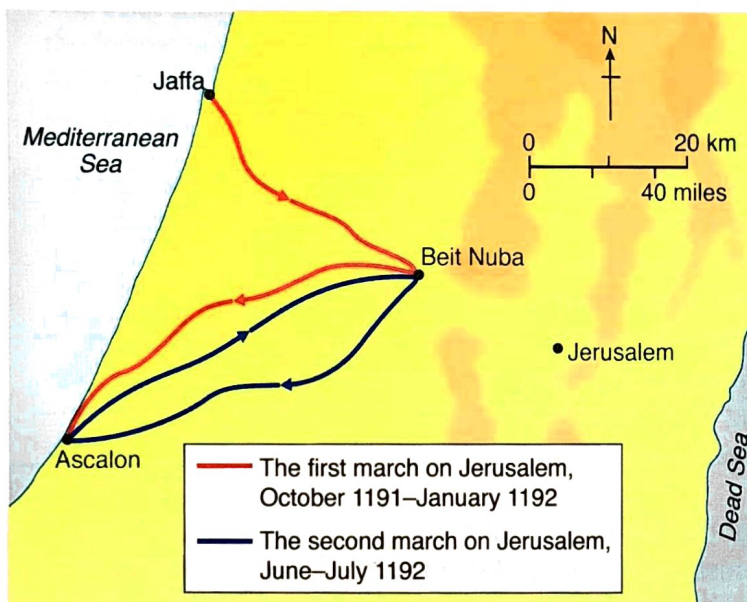 Jaffa
Mediterranean
Sea
N
0 20 km
0 40 miles
Beit Nuba
Jerusalem
Ascalon
Dead Sea
The first march on Jerusalem,
October 1191–January 1192
The second march on Jerusalem,
June–July 1192